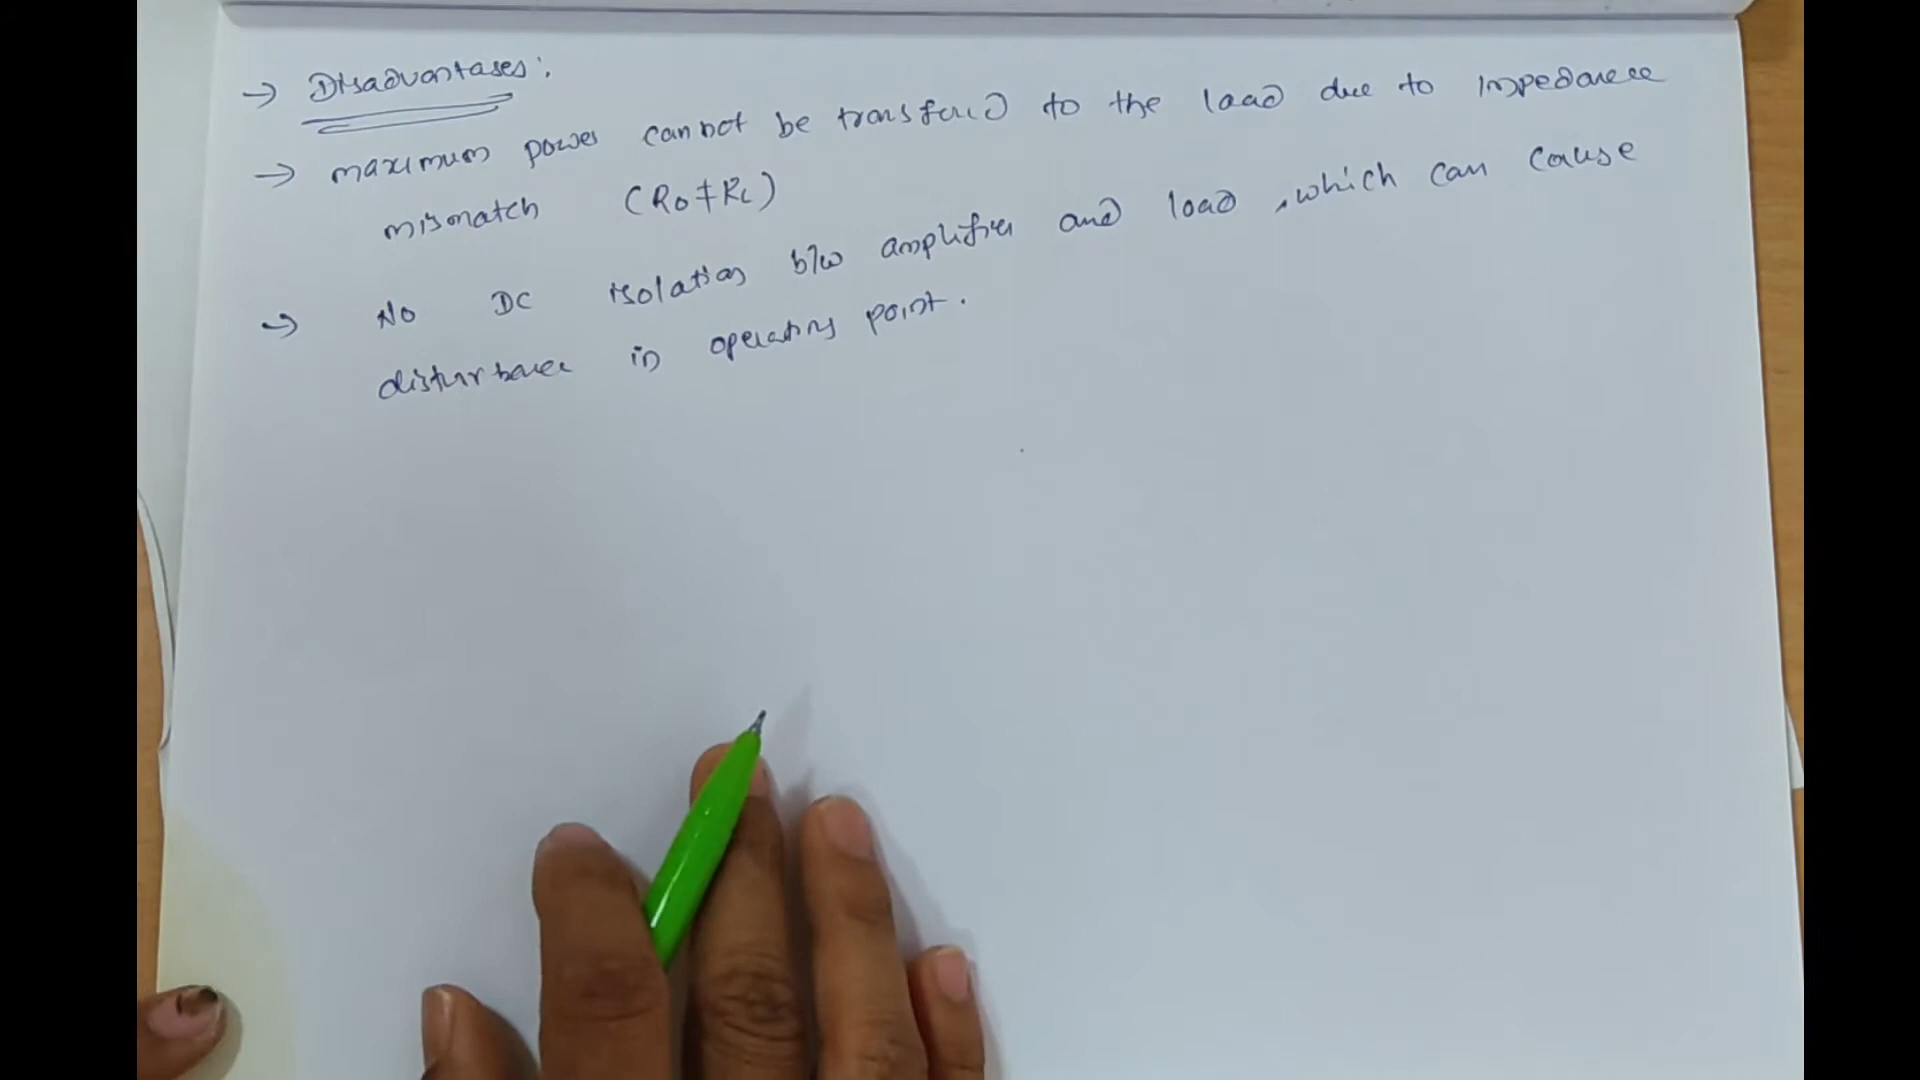 → Disadvantages:
→ maximum power cannot be transferd to the load due to Impedance
mismatch (Ro≠RL)
→ No DC isolation b/w amplifier and load, which can cause
disturbance in operating point.